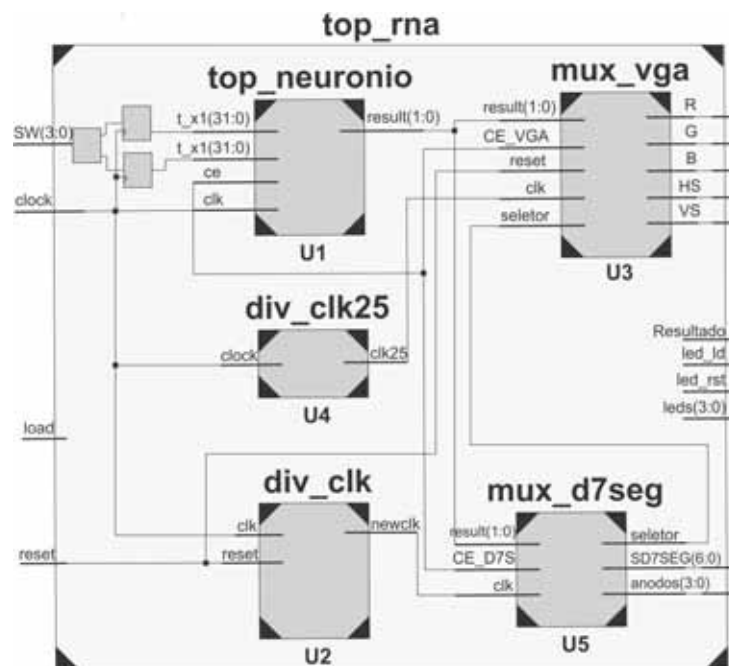 top_rna
top_neuronio
mux_vga
SW(3:0)
t_x1(31:0)
t_x1(31:0)
ce
clk
result(1:0)
U1
clock
result(1:0)
CE_VGA
reset
clk
seletor
R
G
B
HS
VS
U3
div_clk25
clock
clk25
U4
Resultado
led_ld
led_rst
leds(3:0)
load
reset
div_clk
clk
reset
newclk
U2
mux_d7seg
result(1:0)
CE_D7S
clk
seletor
SD7SEG(6:0)
anodos(3:0)
U5